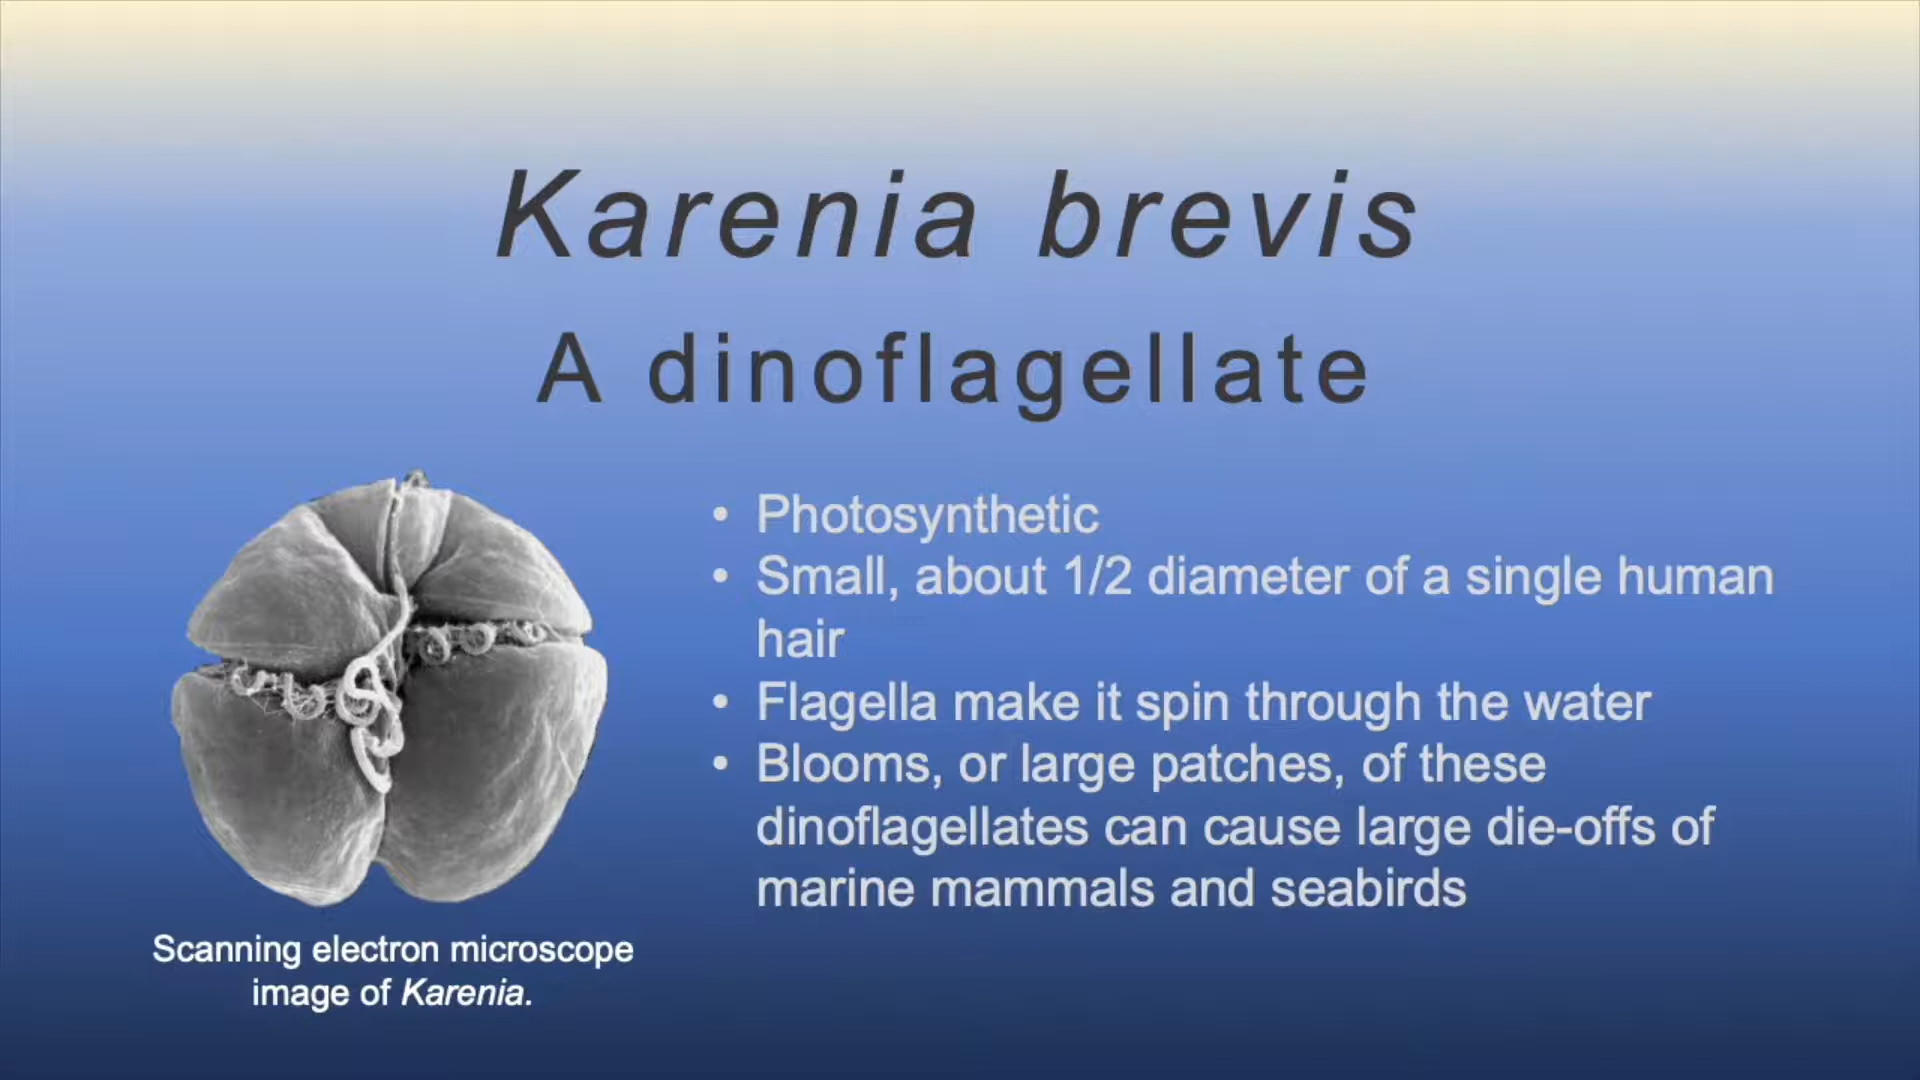 Karenia brevis
A dinoflagellate
• Photosynthetic
• Small, about 1/2 diameter of a single human
hair
• Flagella make it spin through the water
• Blooms, or large patches, of these
dinoflagellates can cause large die-offs of
marine mammals and seabirds
Scanning electron microscope
image of Karenia.